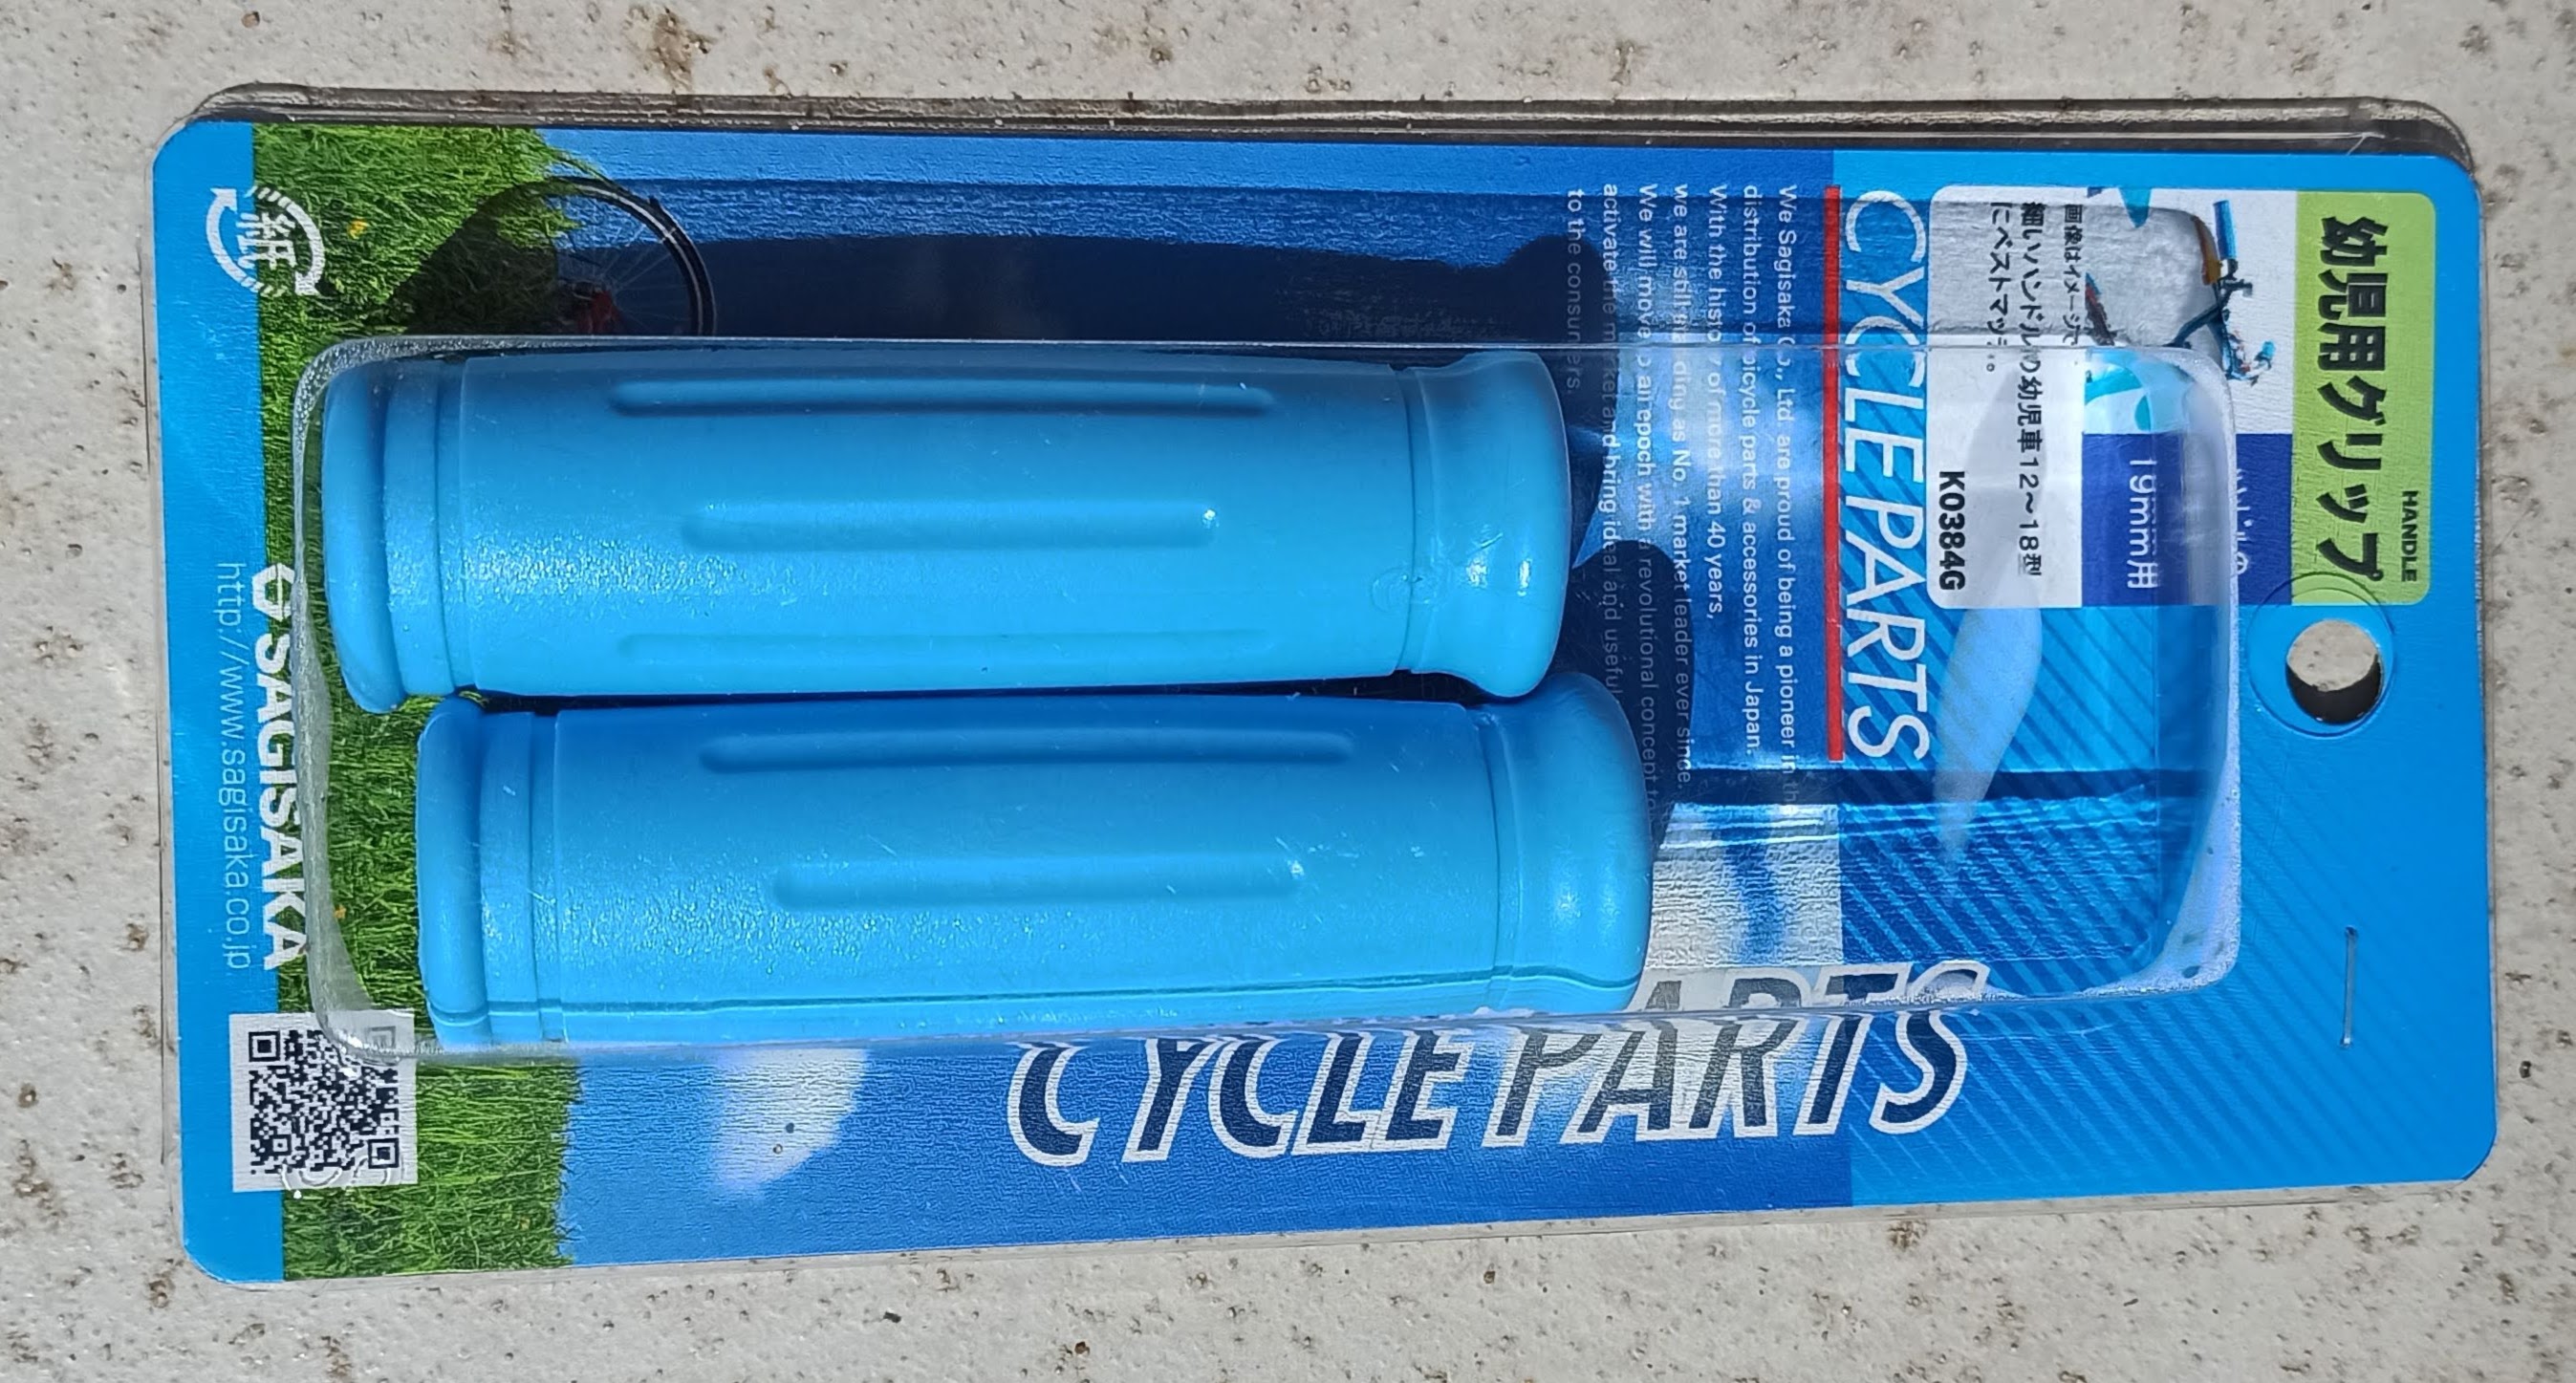 HANDLE
幼児用グリップ
19mm用
画像はイメージで
細いハンドルの幼児車12～18型
にベストマッチ。
K0384G
CYCLE PARTS
We Sagisaka Co., Ltd. are proud of being a pioneer in the
distribution of bicycle parts & accessories in Japan.
With the history of more than 40 years,
we are still standing as No. 1 market leader ever since.
We will move to an epoch with a revolutional concept to
activate the market and bring ideal and useful
to the consumers.
CYCLE PARTS
SAGISAKA
http://www.sagisaka.co.jp
紙